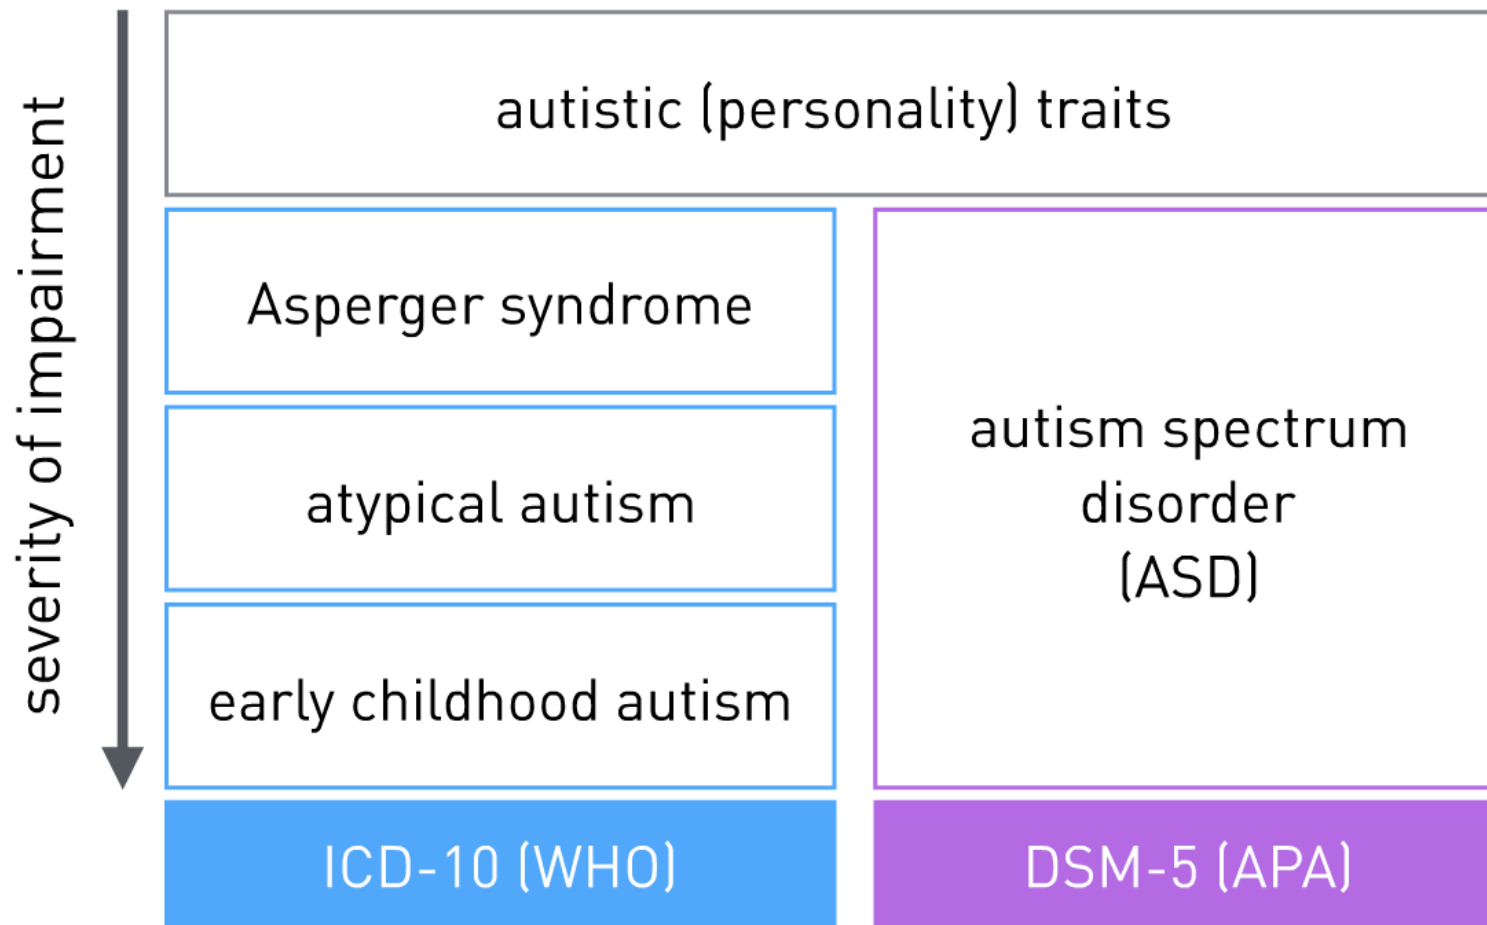 severity of impairment
autistic (personality) traits
Asperger syndrome
atypical autism
early childhood autism
ICD-10 (WHO)
autism spectrum
disorder
(ASD)
DSM-5 (APA)